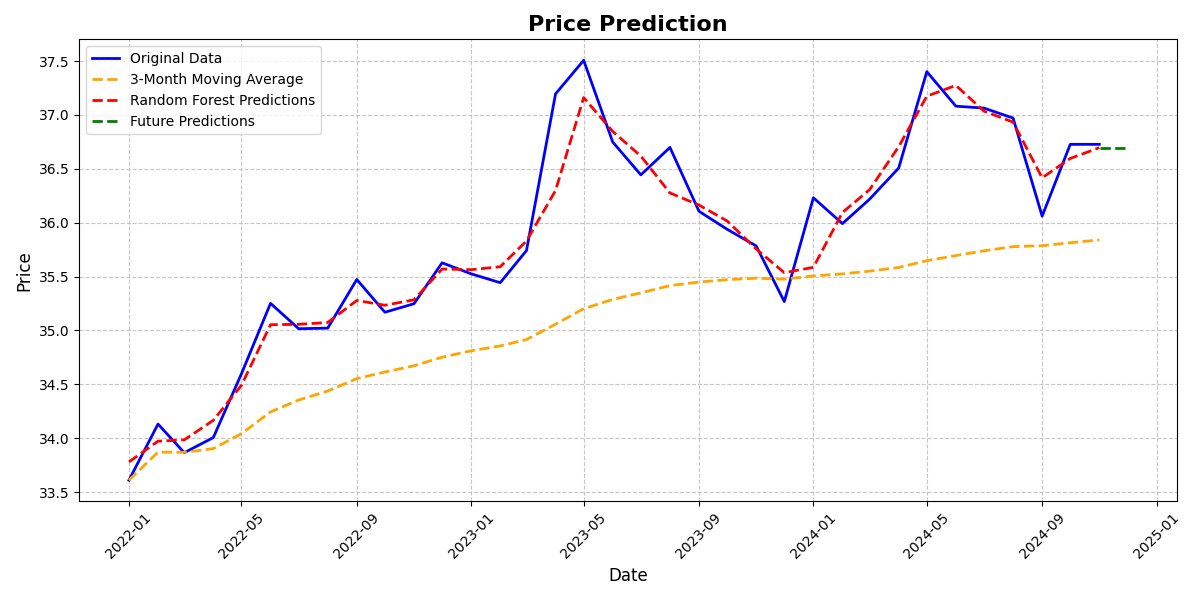 Price Prediction
Original Data
3-Month Moving Average
Random Forest Predictions
Future Predictions
Price
37.5
37.0
36.5
36.0
35.5
35.0
34.5
34.0
33.5
2022-01
2022-05
2022-09
2023-01
2023-05
2023-09
2024-01
2024-05
2024-09
2025-01
Date